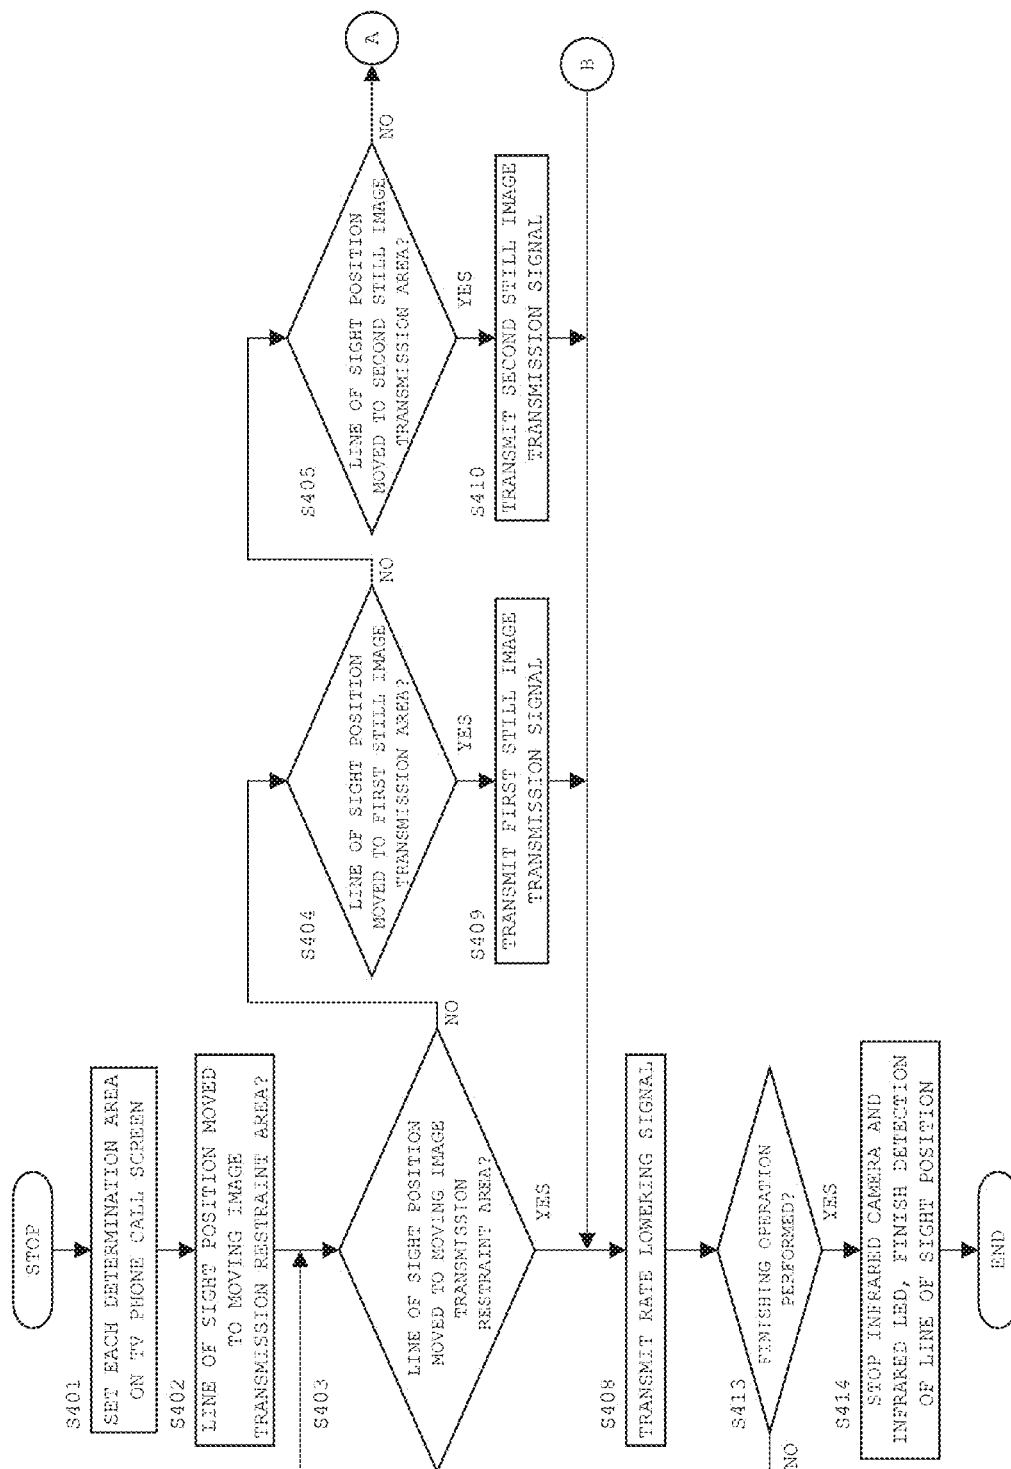 STOP
S401
SET EACH DETERMINATION AREA
ON TV PHONE CALL SCREEN
S402
LINE OF SIGHT POSITION MOVED
TO MOVING IMAGE
TRANSMISSION RESTRAINT AREA?
S403
LINE OF SIGHT POSITION
MOVED TO MOVING IMAGE
TRANSMISSION
RESTRAINT AREA?
NO
YES
S404
LINE OF SIGHT POSITION
MOVED TO FIRST STILL IMAGE
TRANSMISSION AREA?
NO
YES
S409
TRANSMIT FIRST STILL IMAGE
TRANSMISSION SIGNAL
S405
LINE OF SIGHT POSITION
MOVED TO SECOND STILL IMAGE
TRANSMISSION AREA?
NO
A
YES
S410
TRANSMIT SECOND STILL IMAGE
TRANSMISSION SIGNAL
B
S408
TRANSMIT RATE LOWERING SIGNAL
S413
FINISHING OPERATION
PERFORMED?
NO
YES
S414
STOP INFRARED CAMERA AND
INFRARED LED, FINISH DETECTION
OF LINE OF SIGHT POSITION
END